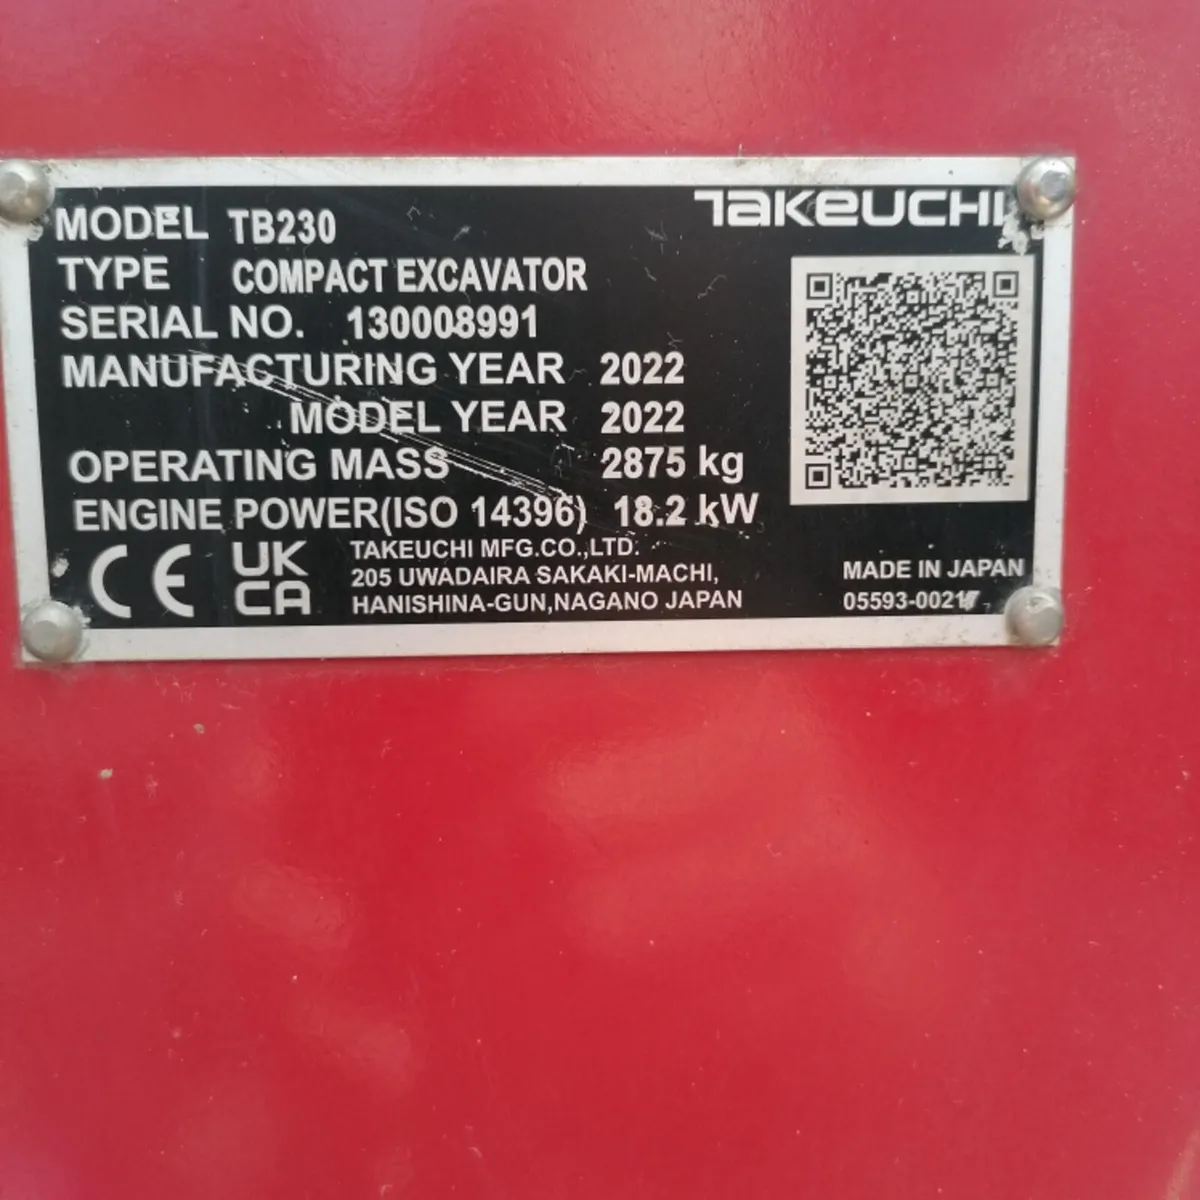 TAKEUCHI
MODEL TB230
TYPE COMPACT EXCAVATOR
SERIAL NO. 130008991
MANUFACTURING YEAR 2022
MODEL YEAR 2022
OPERATING MASS 2875 kg
ENGINE POWER(ISO 14396) 18.2 kW
CE
UK
CA
TAKEUCHI MFG.CO.,LTD.
205 UWADAIRA SAKAKI-MACHI,
HANISHINA-GUN,NAGANO JAPAN
MADE IN JAPAN
05593-00217